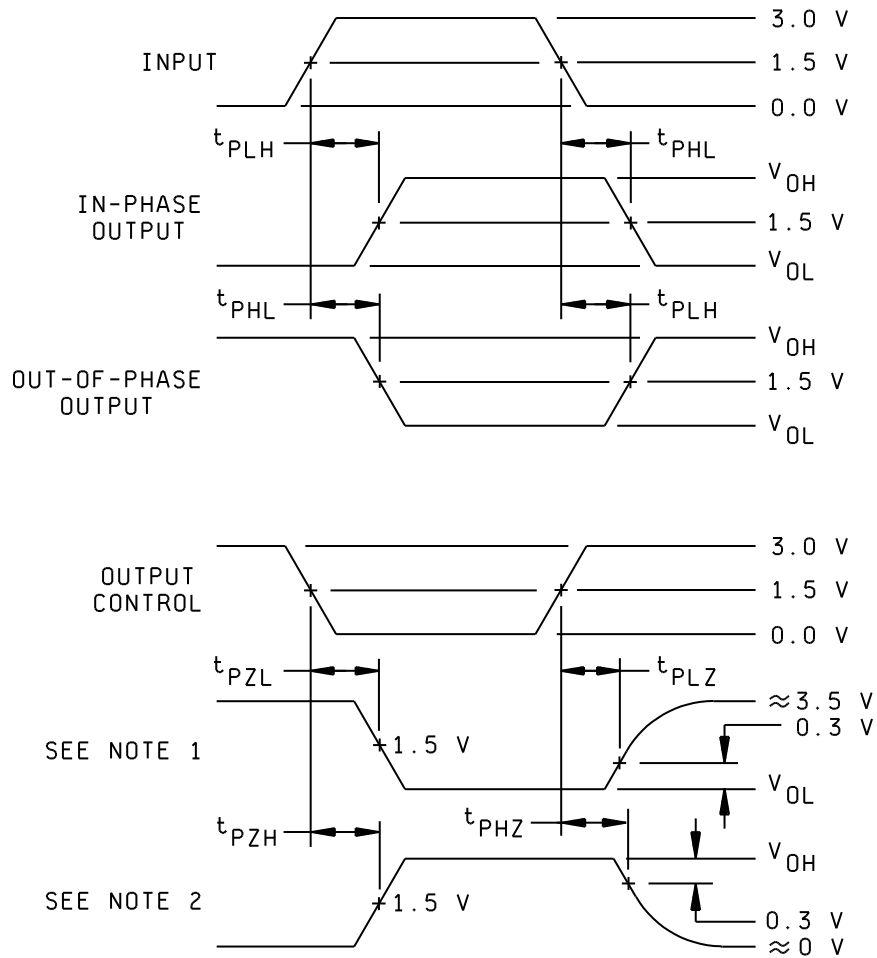 3.0 V
INPUT
1.5 V
0.0 V
tPLH
tPHL
VOH
IN-PHASE
OUTPUT
1.5 V
VOL
tPHL
tPLH
VOH
OUT-OF-PHASE
OUTPUT
1.5 V
VOL
3.0 V
OUTPUT
CONTROL
1.5 V
0.0 V
tPZL
tPLZ
≈3.5 V
0.3 V
SEE NOTE 1
1.5 V
VOL
tPZH
tPHZ
VOH
SEE NOTE 2
1.5 V
0.3 V
≈0 V